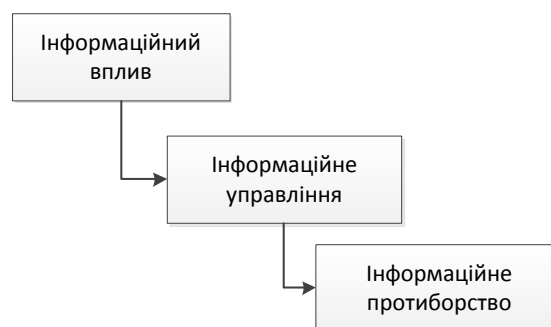 Інформаційний
вплив
Інформаційне
управління
Інформаційне
протиборство